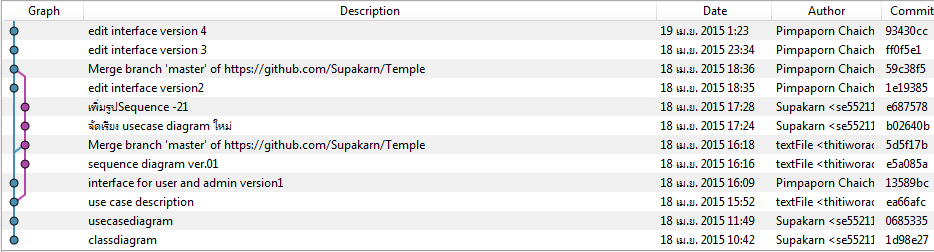 Graph Description Date Author Commit
edit interface version 4 19 เม.ย. 2015 1:23 Pimpaporn Chaich 93430cc
edit interface version 3 18 เม.ย. 2015 23:34 Pimpaporn Chaich ff0f5e1
Merge branch 'master' of https://github.com/Supakarn/Temple 18 เม.ย. 2015 18:36 Pimpaporn Chaich 59c38f5
edit interface version2 18 เม.ย. 2015 18:35 Pimpaporn Chaich 1e19385
เพิ่มรูปSequence -21 18 เม.ย. 2015 17:28 Supakarn <se55211 e687578
จัดเรียง usecase diagram ใหม่ 18 เม.ย. 2015 17:24 Supakarn <se55211 b02640b
Merge branch 'master' of https://github.com/Supakarn/Temple 18 เม.ย. 2015 16:18 textFile <thitiworac 5d5f17b
sequence diagram ver.01 18 เม.ย. 2015 16:16 textFile <thitiworac e5a085a
interface for user and admin version1 18 เม.ย. 2015 16:09 Pimpaporn Chaich 13589bc
use case description 18 เม.ย. 2015 15:52 textFile <thitiworac ea66afc
usecasediagram 18 เม.ย. 2015 11:49 Supakarn <se55211 0685335
classdiagram 18 เม.ย. 2015 10:42 Supakarn <se55211 1d98e27